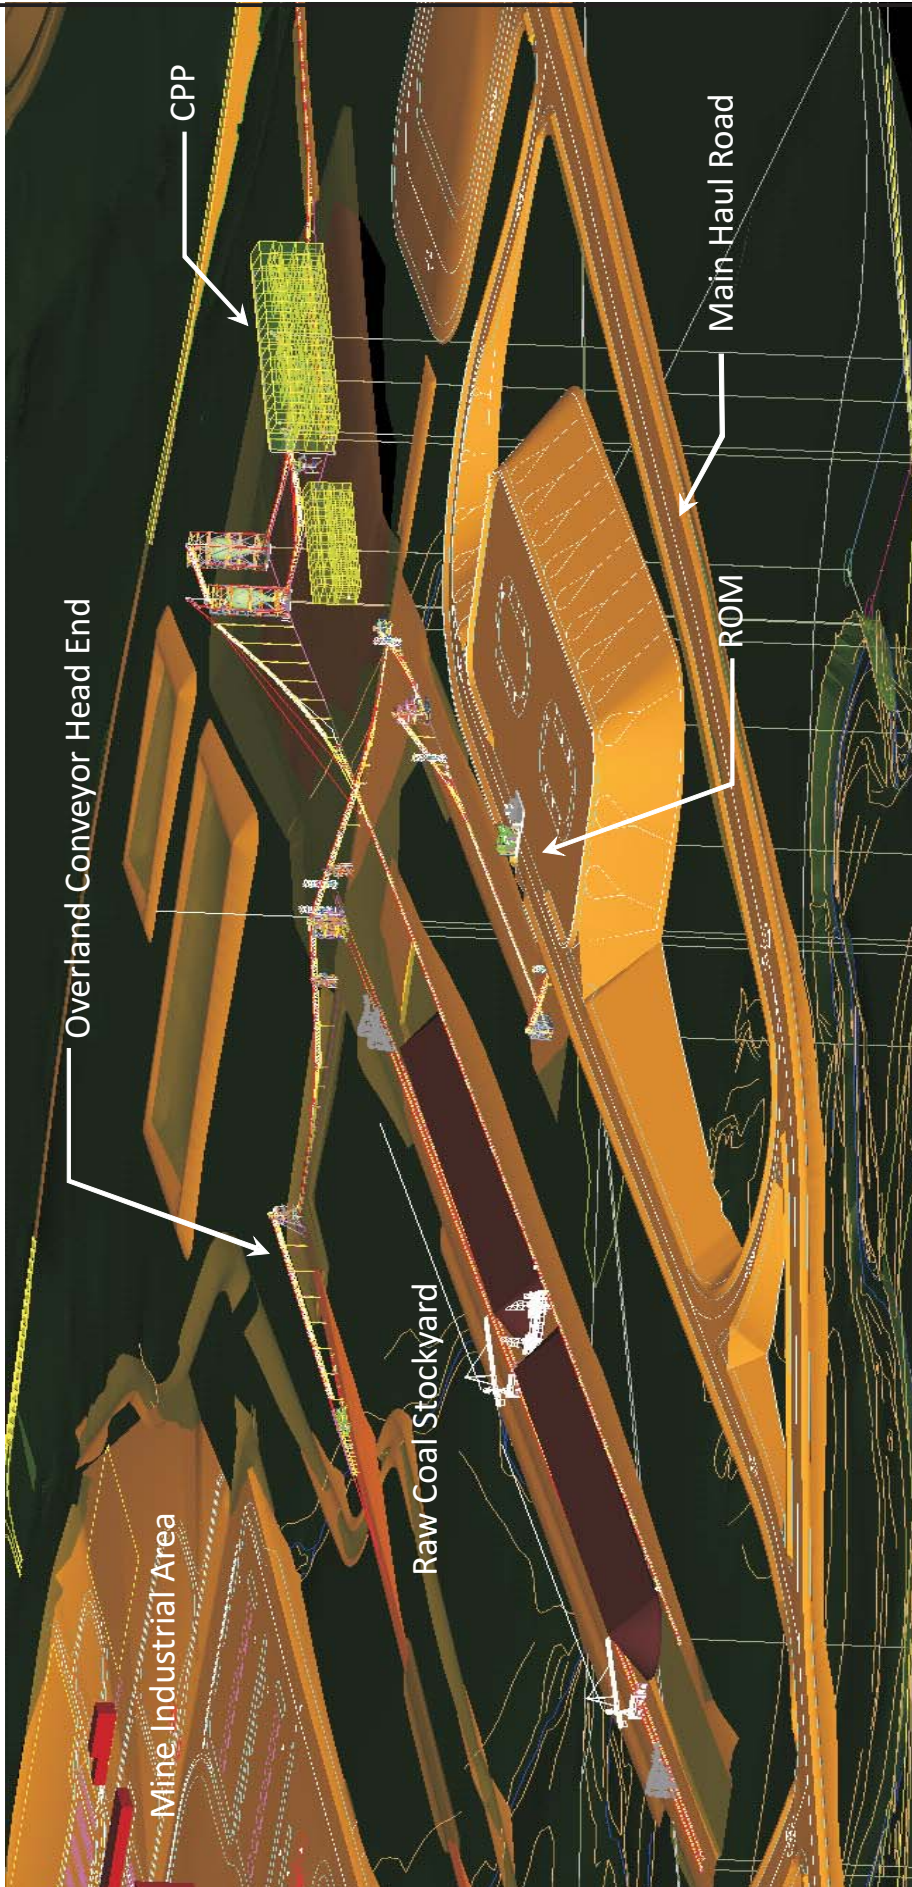 Mine Industrial Area
Overland Conveyor Head End
CPP
Raw Coal Stockyard
ROM
Main Haul Road